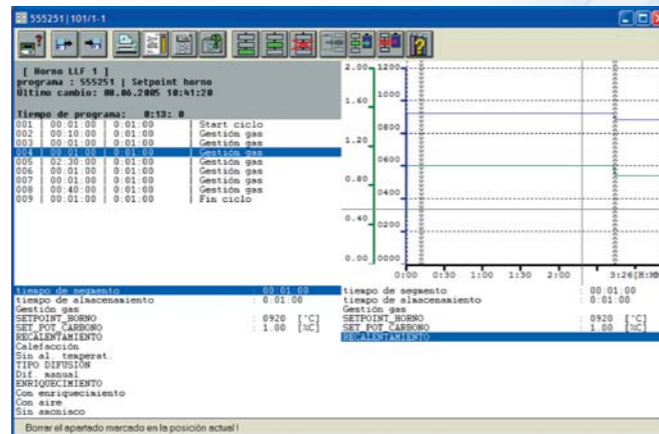 555251 | 101/1-1
[ Horno LLF 1 ]
programa : 555251 | Setpoint horno
Último cambio: 08.06.2005 10:41:20
Tiempo de programa: 0:13: 0
001 | 00:01:00 | 0:01:00 | Start ciclo
002 | 00:10:00 | 0:01:00 | Gestión gas
003 | 00:01:00 | 0:01:00 | Gestión gas
004 | 00:01:00 | 0:01:00 | Gestión gas
005 | 02:30:00 | 0:01:00 | Gestión gas
006 | 00:01:00 | 0:01:00 | Gestión gas
007 | 00:01:00 | 0:01:00 | Gestión gas
008 | 00:40:00 | 0:01:00 | Gestión gas
009 | 0:01:00 | 0:01:00 | Fin ciclo
2.00 1200
1.60 1000
1.20 0800
0600
0.80 0400
0.40 0200
0.00 0000
0:00 0:30 1:00 1:30 2:00 3:26
tiempo de segmento : 00:01:00
tiempo de almacenamiento : 0:01:00
Gestión gas
SETPOINT_HORNO : 0920 [°C]
SET_POT_CARBONO : 1.00 [%C]
RECALENTAMIENTO
Calefacción
Sin al. temperat.
TIPO DIFUSIÓN
Dif. manual
ENRIQUECIMIENTO
Con enriquecimiento
Con aire
Sin amoniaco
tiempo de segmento : 00:01:00
tiempo de almacenamiento : 0:01:00
Gestión gas
SETPOINT_HORNO : 0920 [°C]
SET_POT_CARBONO : 1.00 [%C]
RECALENTAMIENTO
Borrar el apartado marcado en la posición actual !